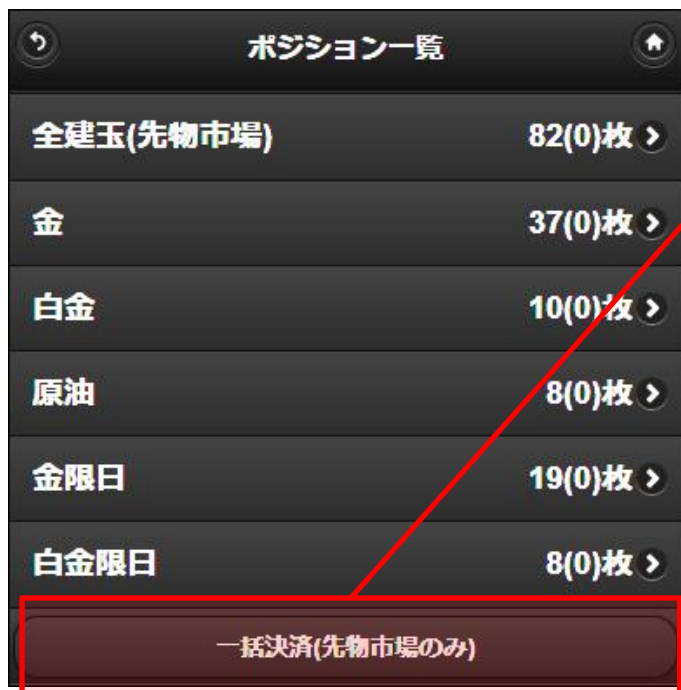 ポジション一覧
全建玉(先物市場) 82(0)枚
金 37(0)枚
白金 10(0)枚
原油 8(0)枚
金限日 19(0)枚
白金限日 8(0)枚
一括決済(先物市場のみ)